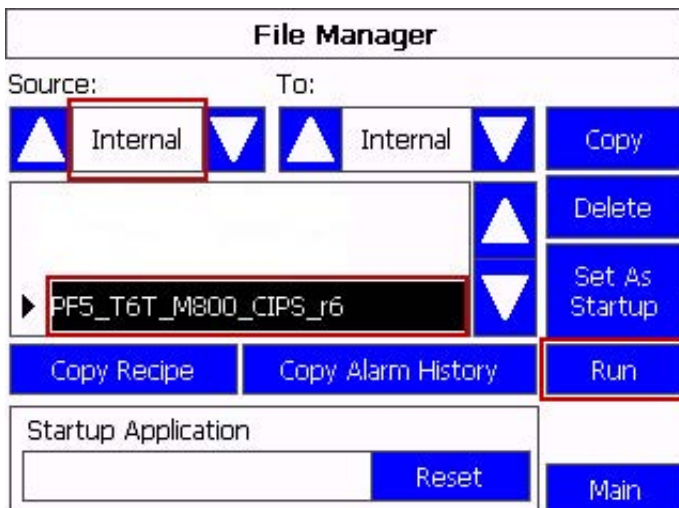 File Manager
Source: To:
Internal Internal Copy
Delete
Set As
Startup
PF5_T6T_M800_CIPS_r6
Copy Recipe Copy Alarm History Run
Startup Application
Reset
Main